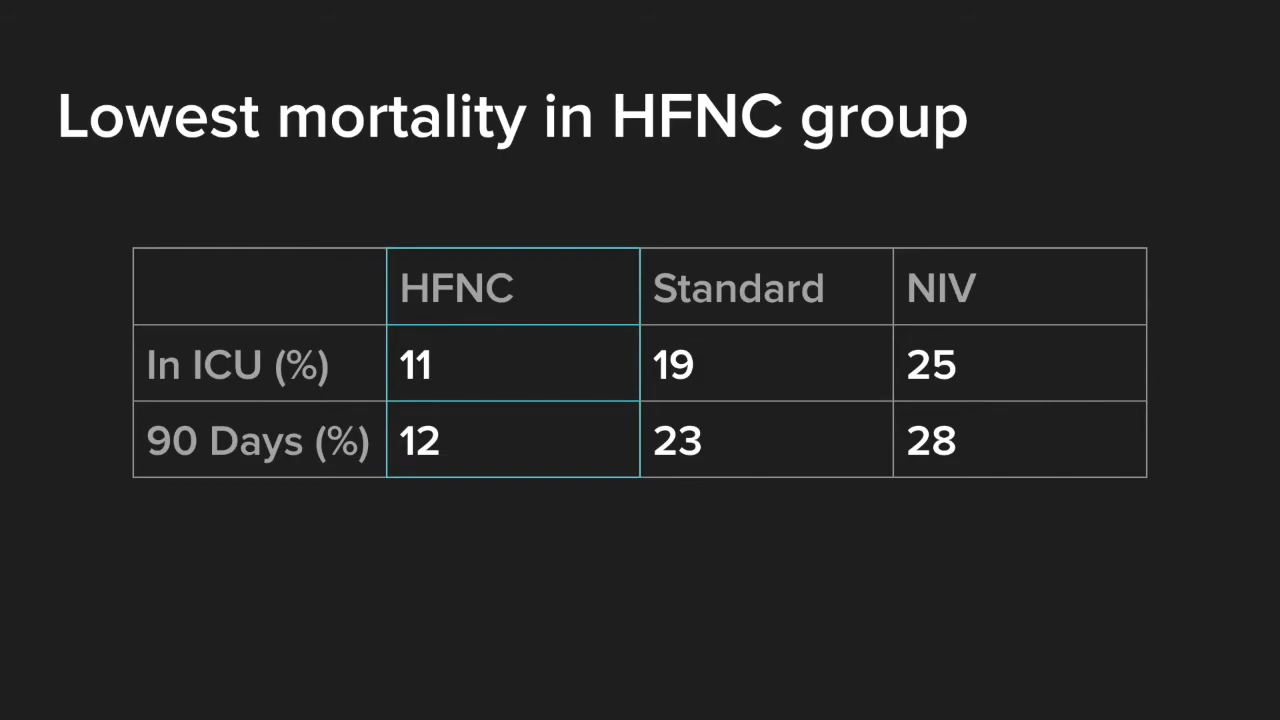 Lowest mortality in HFNC group
HFNC Standard NIV
In ICU (%) 11 19 25
90 Days (%) 12 23 28